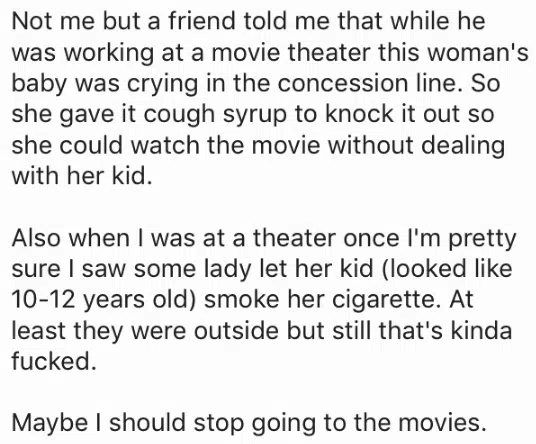 Not me but a friend told me that while he
was working at a movie theater this woman's
baby was crying in the concession line. So
she gave it cough syrup to knock it out so
she could watch the movie without dealing
with her kid.
Also when I was at a theater once I'm pretty
sure I saw some lady let her kid (looked like
10-12 years old) smoke her cigarette. At
least they were outside but still that's kinda
fucked.
Maybe I should stop going to the movies.